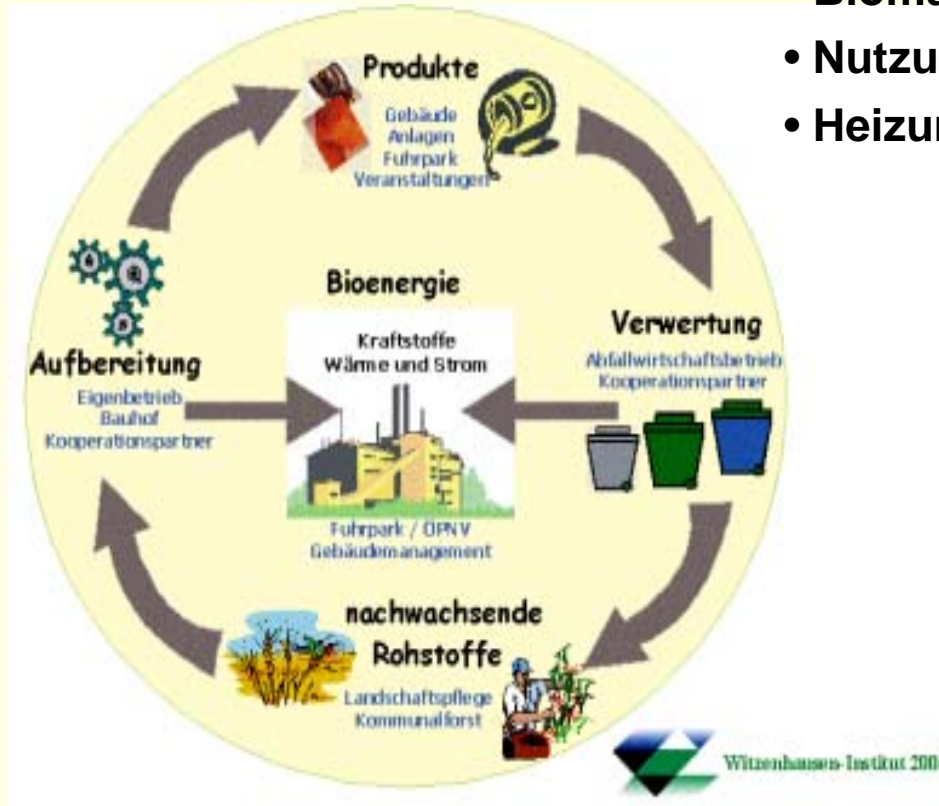 • Nutzu
• Heizu
Produkte
Gebäude
Anlagen
Fuhrpark
Veranstaltungen
Bioenergie
Kraftstoffe
Wärme und Strom
Fuhrpark / ÖPNV
Gebäudemanagement
Verwertung
Abfallwirtschaftsbetrieb
Kooperationspartner
Aufbereitung
Eigenbetrieb
Bauhof
Kooperationspartner
nachwachsende
Rohstoffe
Landschaftspflege
Kommunalforst
Witzenhausen-Institut 200